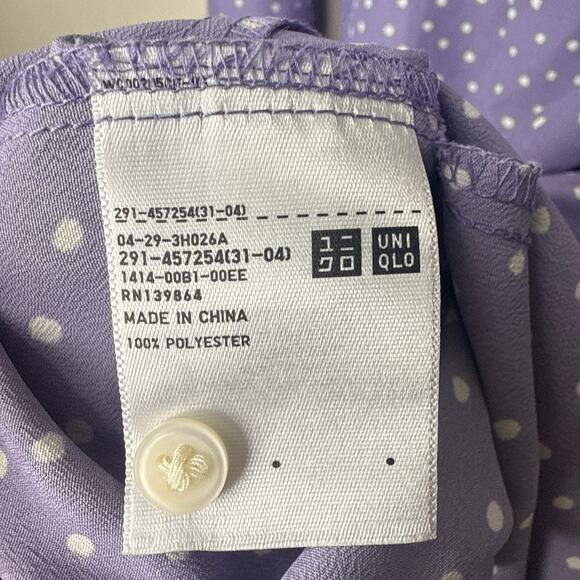 291-457254(31-04)
04-29-3H026A
291-457254(31-04)
1414-00B1-00EE
RN139864
MADE IN CHINA
100% POLYESTER
ユニ
クロ
UNI
QLO